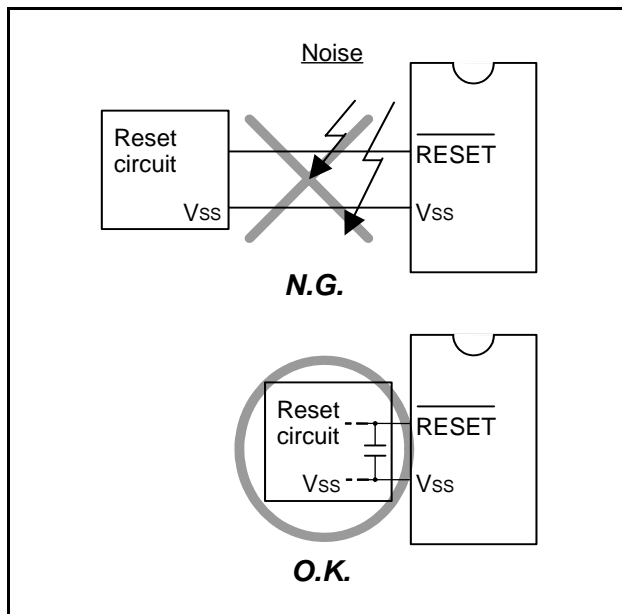 Noise
Reset
circuit
RESET
Vss
Vss
N.G.
Reset
circuit
RESET
Vss
Vss
O.K.